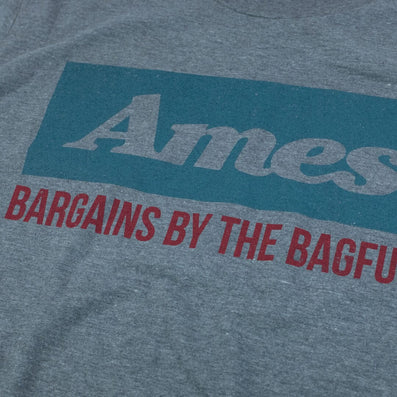 Ames
BARGAINS BY THE BAGFU